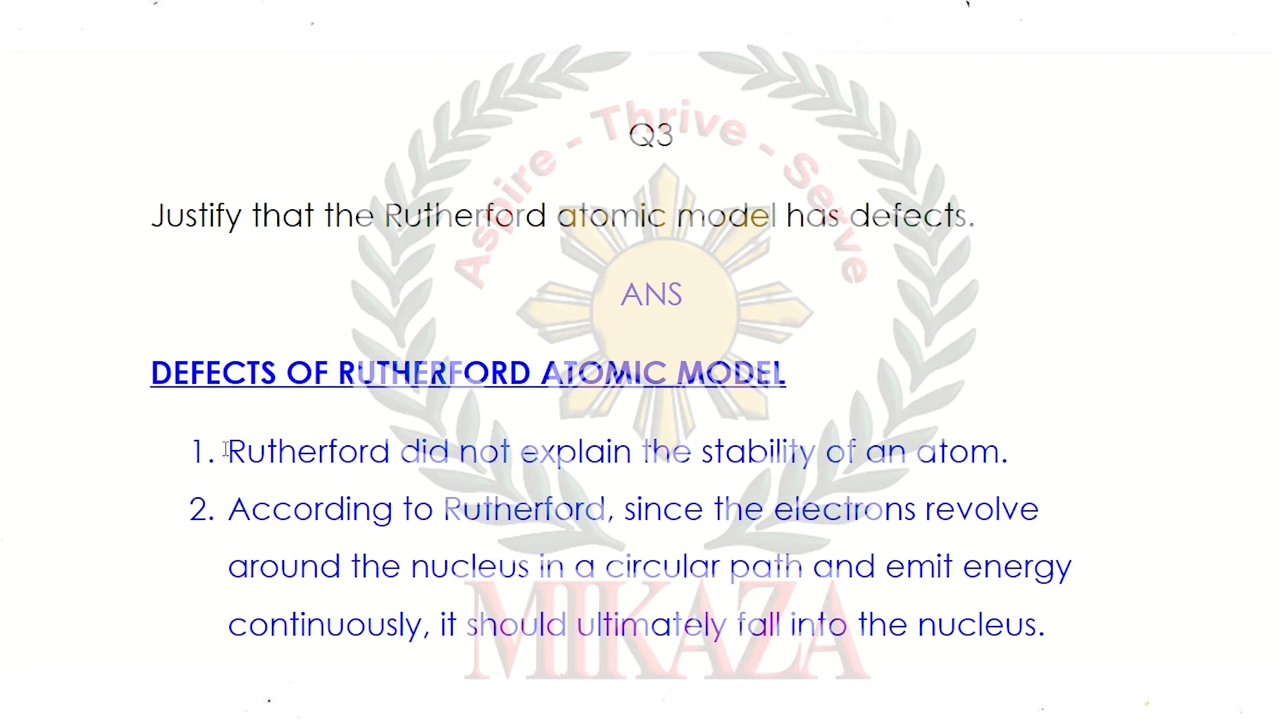 Aspire - Thrive - Serve
Q3
Justify that the Rutherford atomic model has defects.
ANS
DEFECTS OF RUTHERFORD ATOMIC MODEL
1. Rutherford did not explain the stability of an atom.
2. According to Rutherford, since the electrons revolve
around the nucleus in a circular path and emit energy
continuously, it should ultimately fall into the nucleus.
MIKAZA